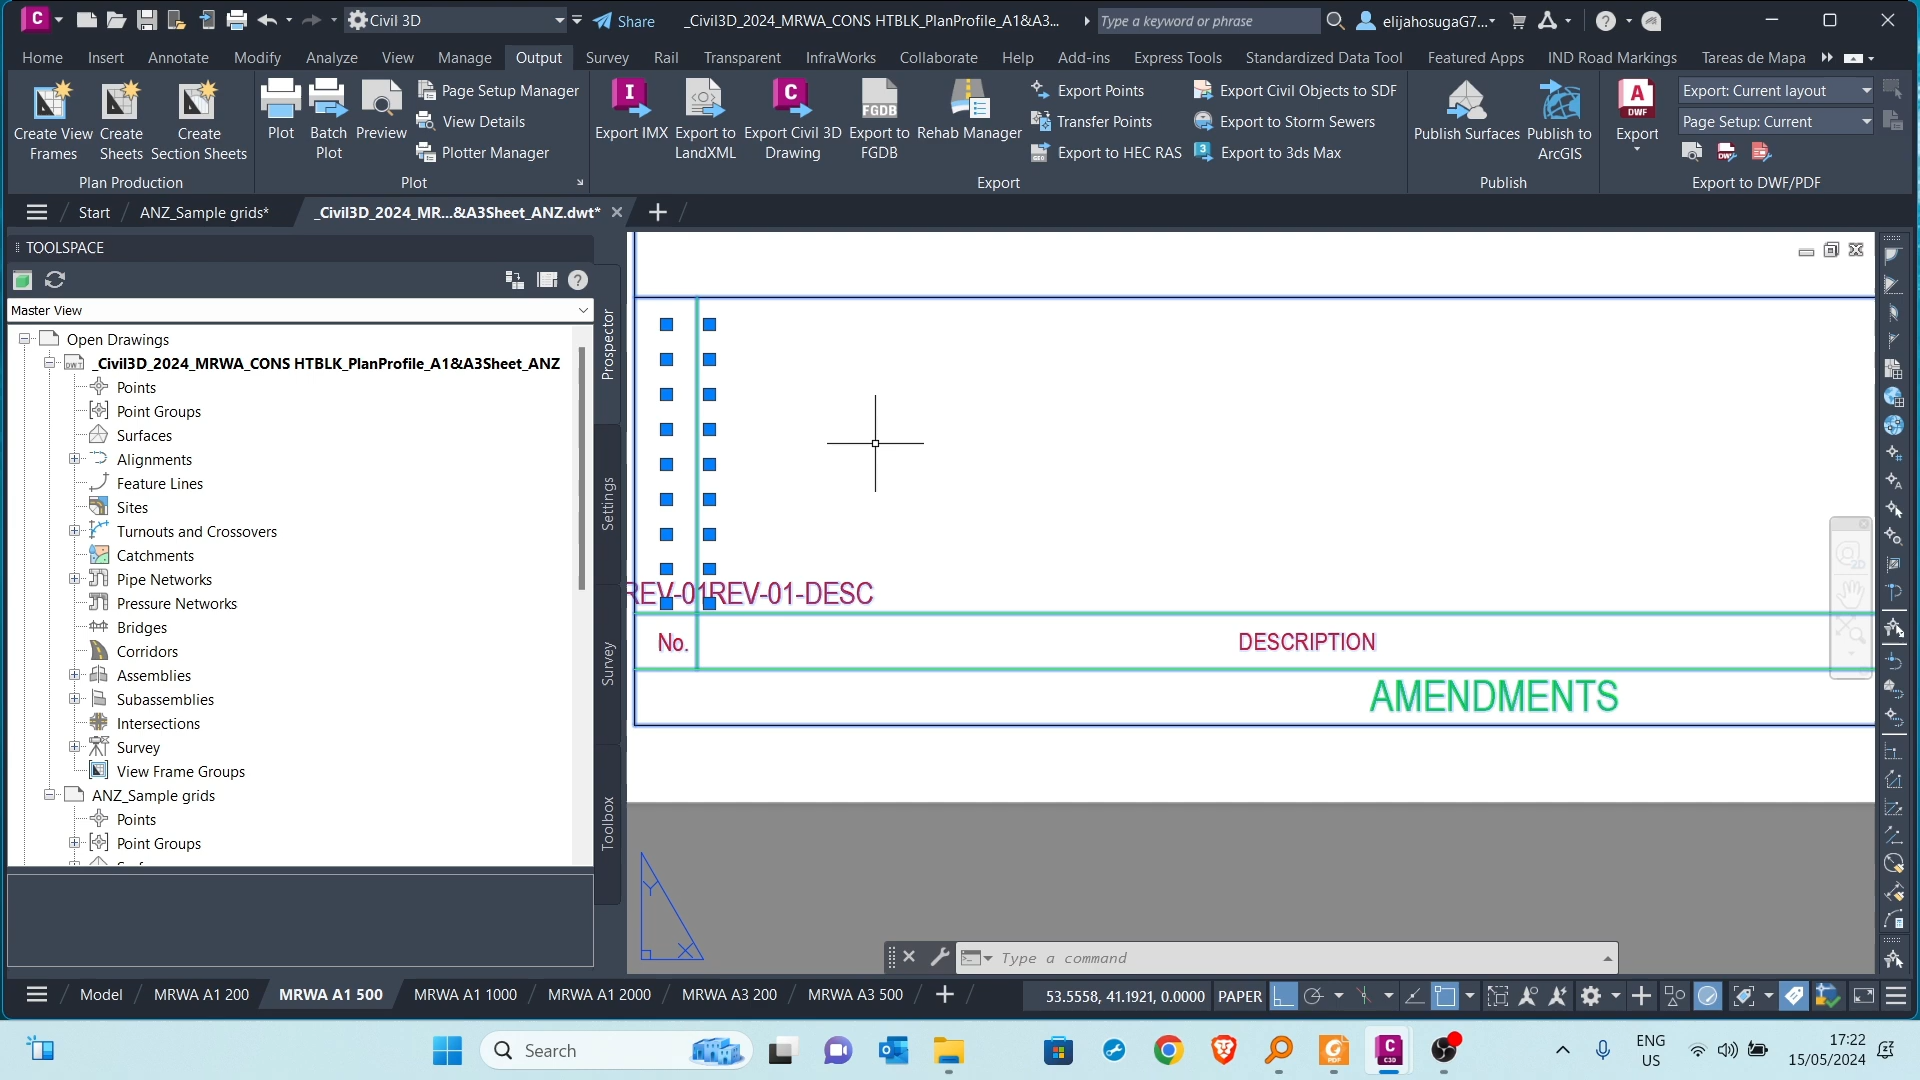 Civil 3D
Share
_Civil3D_2024_MRWA_CONS HTBLK_PlanProfile_A1&A3...
Type a keyword or phrase
elijahosugaG7...
Home Insert Annotate Modify Analyze View Manage Output Survey Rail Transparent InfraWorks Collaborate Help Add-ins Express Tools Standardized Data Tool Featured Apps IND Road Markings Tareas de Mapa
Create View Frames
Create Sheets
Create Section Sheets
Plan Production
Plot
Batch Plot
Preview
Page Setup Manager
View Details
Plotter Manager
Plot
Export IMX
Export to LandXML
Export Civil 3D Drawing
FGDB
Export to FGDB
Rehab Manager
Export Points
Transfer Points
Export to HEC RAS
Export Civil Objects to SDF
Export to Storm Sewers
Export to 3ds Max
Export
Publish Surfaces
Publish to ArcGIS
Publish
DWF
Export
Export: Current layout
Page Setup: Current
Export to DWF/PDF
Start
ANZ_Sample grids*
_Civil3D_2024_MR...&A3Sheet_ANZ.dwt*
TOOLSPACE
Master View
Open Drawings
_Civil3D_2024_MRWA_CONS HTBLK_PlanProfile_A1&A3Sheet_ANZ
Points
Point Groups
Surfaces
Alignments
Feature Lines
Sites
Turnouts and Crossovers
Catchments
Pipe Networks
Pressure Networks
Bridges
Corridors
Assemblies
Subassemblies
Intersections
Survey
View Frame Groups
ANZ_Sample grids
Points
Point Groups
Prospector
Settings
Survey
Toolbox
REV-01REV-01-DESC
No.
DESCRIPTION
AMENDMENTS
Y
X
Type a command
Model MRWA A1 200 MRWA A1 500 MRWA A1 1000 MRWA A1 2000 MRWA A3 200 MRWA A3 500
53.5558, 41.1921, 0.0000 PAPER
Search
ENG
US
17:22
15/05/2024